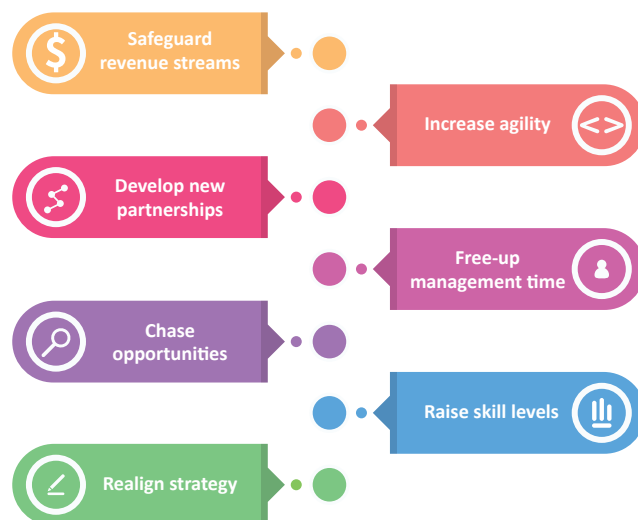 Safeguard
revenue streams
Increase agility
Develop new
partnerships
Free-up
management time
Chase
opportunities
Raise skill levels
Realign strategy